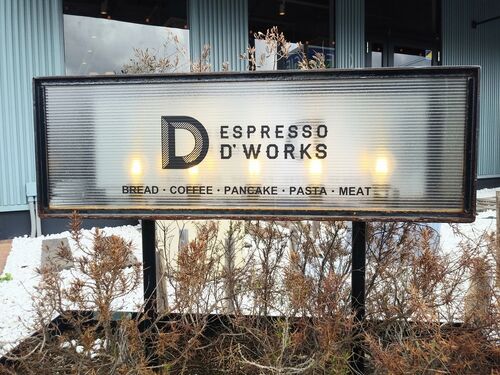 D
ESPRESSO
D' WORKS
BREAD · COFFEE · PANCAKE · PASTA · MEAT